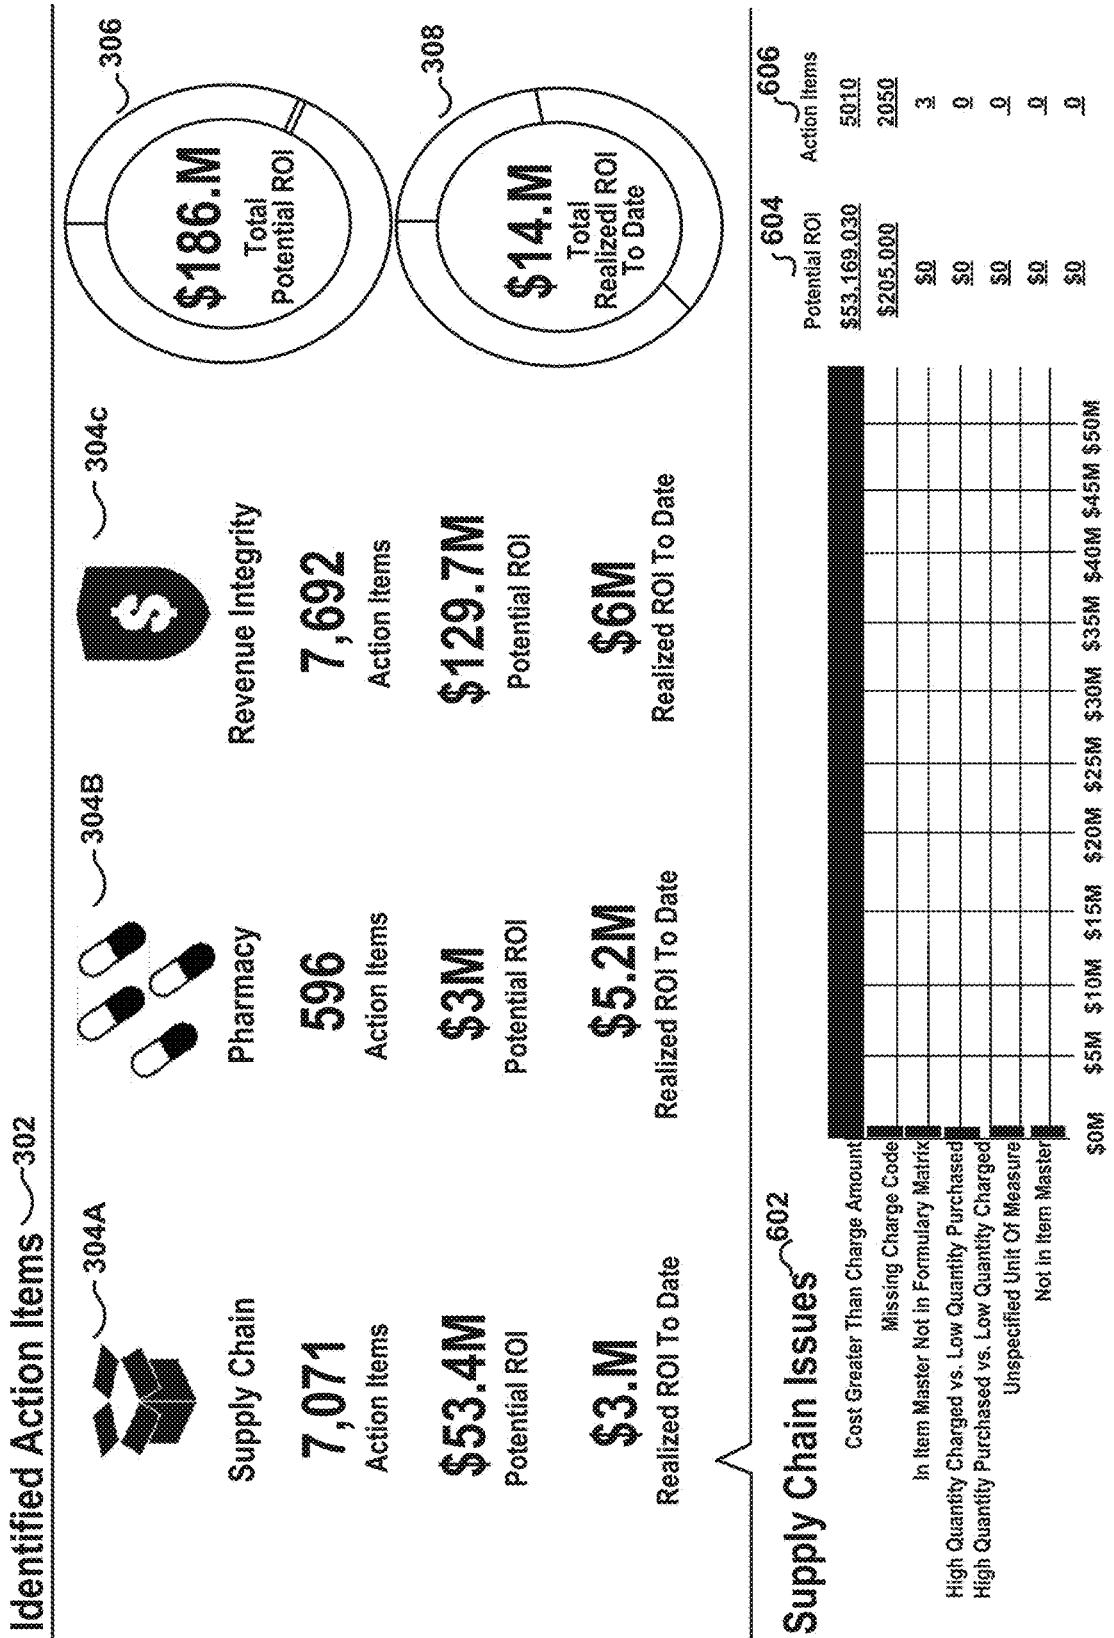 Identified Action Items 302
304A
304B
304c
306
Supply Chain
Pharmacy
Revenue Integrity
$186.M
Total
Potential ROI
7,071
Action Items
596
Action Items
7,692
Action Items
308
$53.4M
Potential ROI
$3M
Potential ROI
$129.7M
Potential ROI
$14.M
Total
Realizedl ROI
To Date
$3.M
Realized ROI To Date
$5.2M
Realized ROI To Date
$6M
Realized ROI To Date
Supply Chain Issues 602
604
606
Potential ROI Action Items
Cost Greater Than Charge Amount $53,169.030 5010
Missing Charge Code $205.000 2050
In Item Master Not In Formulary Matrix $0 3
High Quantity Charged vs. Low Quantity Purchased $0 0
High Quantity Purchased vs. Low Quantity Charged $0 0
Unspecified Unit Of Measure $0 0
Not in Item Master $0 0
$0M $5M $10M $15M $20M $25M $30M $35M $40M $45M $50M